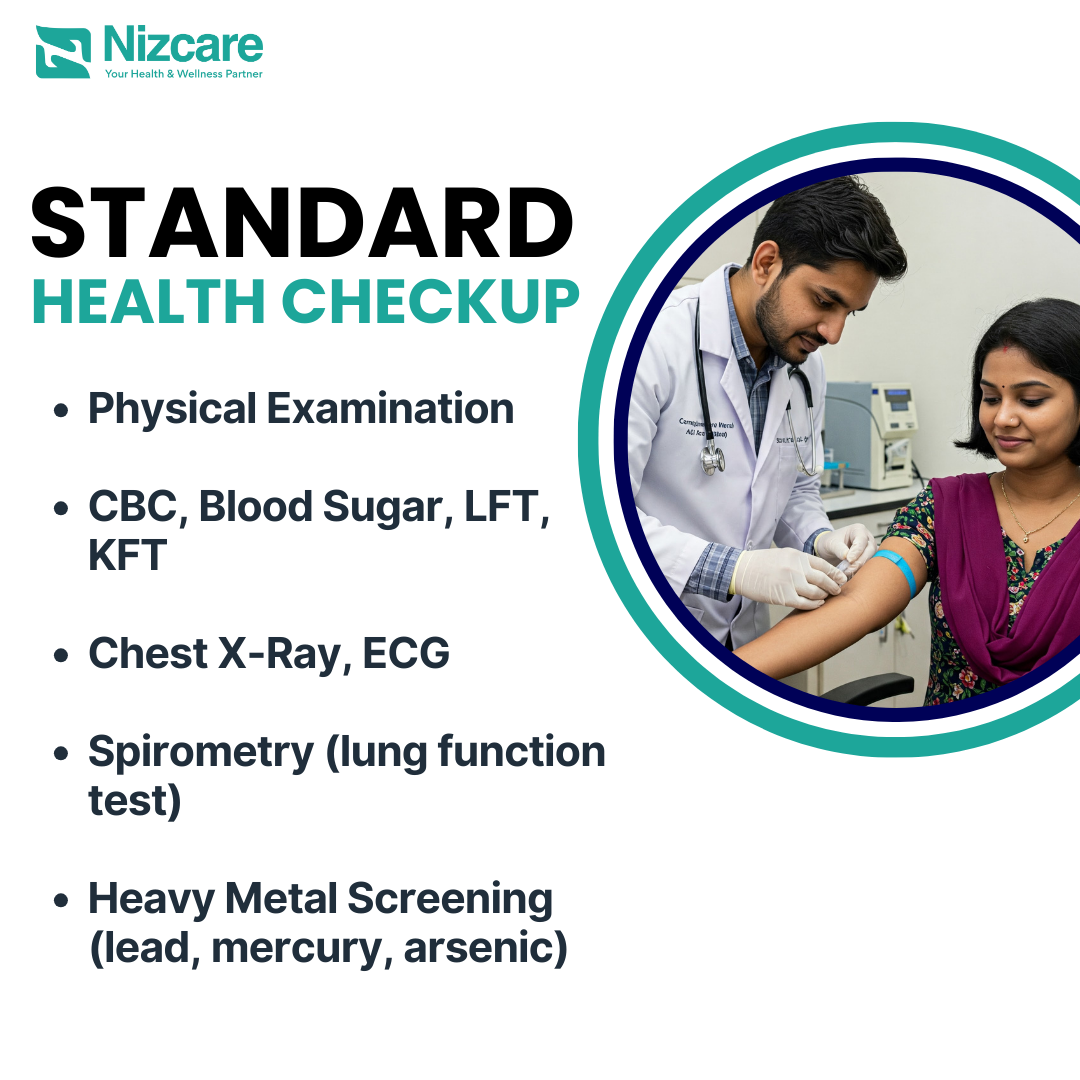 Nizcare
Your Health & Wellness Partner
STANDARD
HEALTH CHECKUP
• Physical Examination
• CBC, Blood Sugar, LFT,
KFT
• Chest X-Ray, ECG
• Spirometry (lung function
test)
• Heavy Metal Screening
(lead, mercury, arsenic)